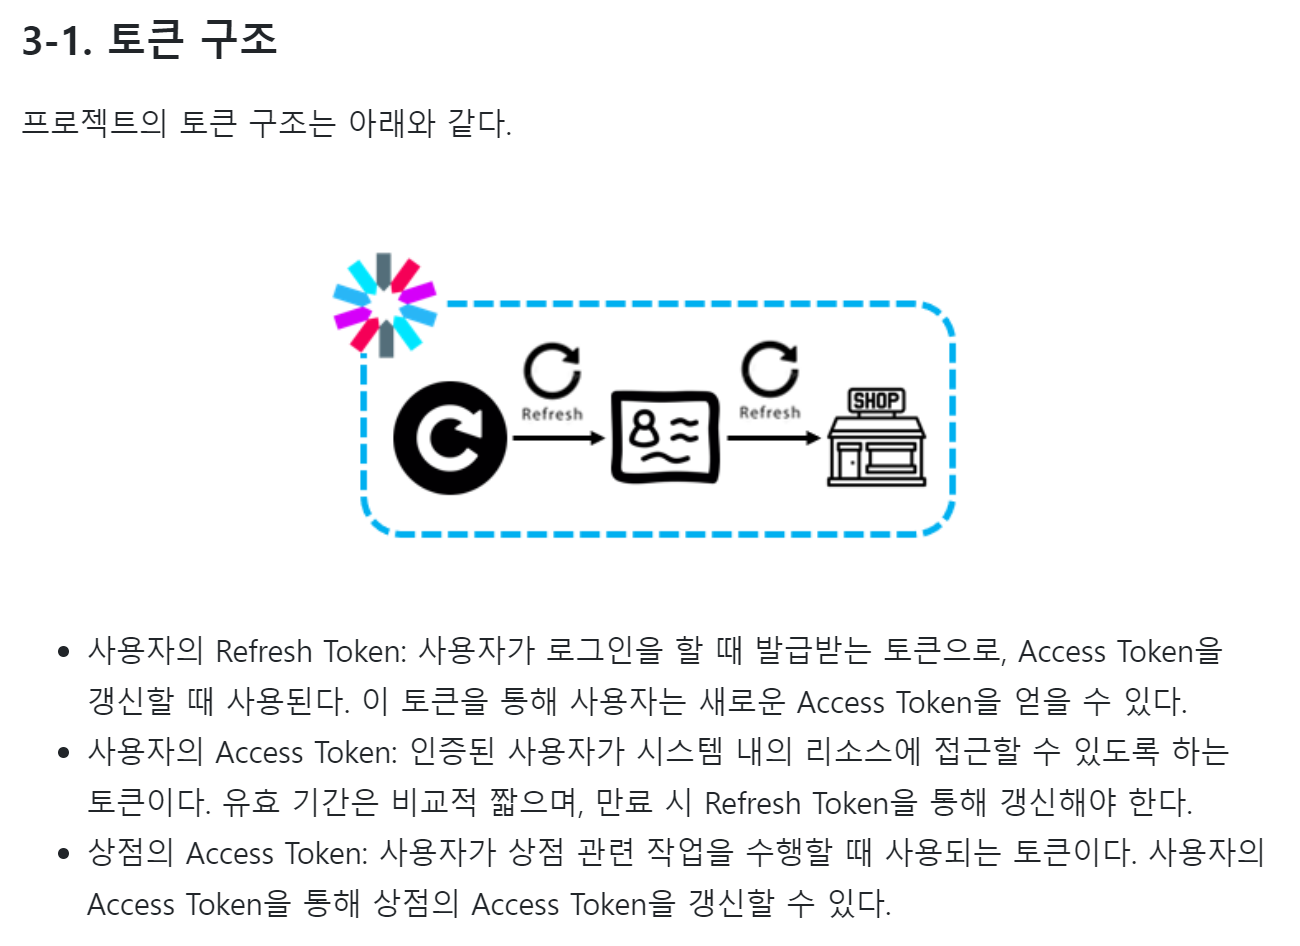 3-1. 토큰 구조
프로젝트의 토큰 구조는 아래와 같다.
Refresh
Refresh
SHOP
사용자의 Refresh Token: 사용자가 로그인을 할 때 발급받는 토큰으로, Access Token을
갱신할 때 사용된다. 이 토큰을 통해 사용자는 새로운 Access Token을 얻을 수 있다.
사용자의 Access Token: 인증된 사용자가 시스템 내의 리소스에 접근할 수 있도록 하는
토큰이다. 유효 기간은 비교적 짧으며, 만료 시 Refresh Token을 통해 갱신해야 한다.
상점의 Access Token: 사용자가 상점 관련 작업을 수행할 때 사용되는 토큰이다. 사용자의
Access Token을 통해 상점의 Access Token을 갱신할 수 있다.